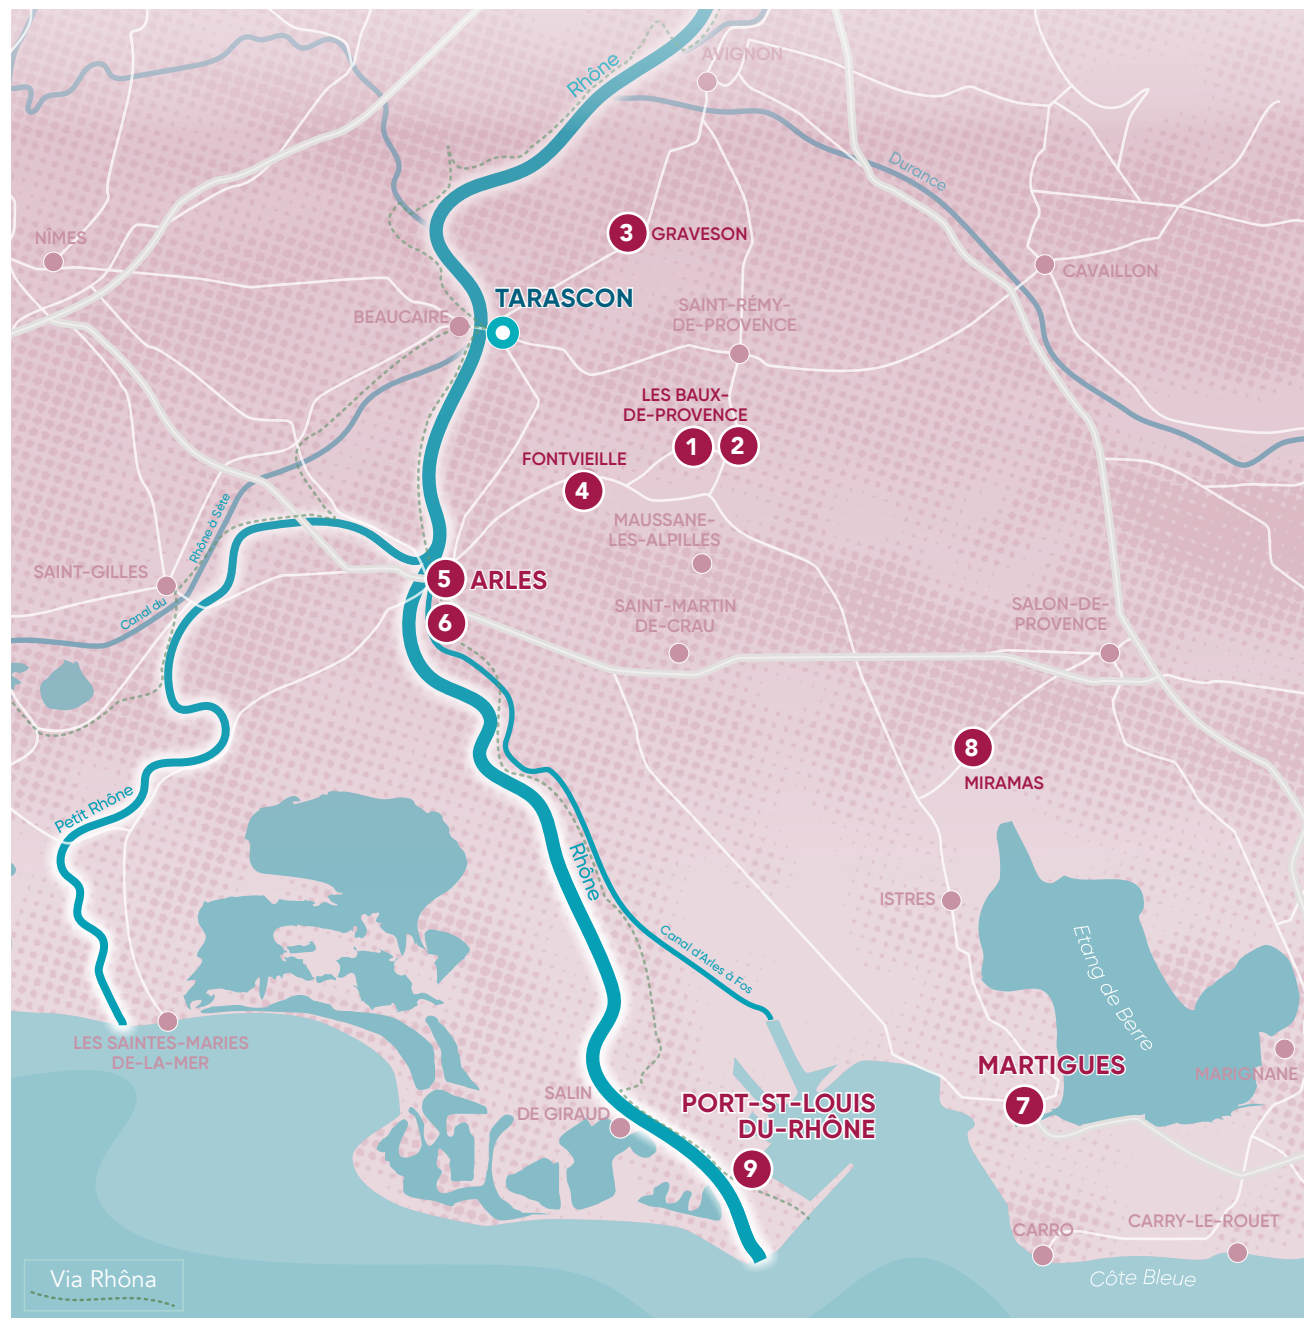 AVIGNON
Rhône
Durance
3 GRAVESON
NÎMES
CAVAILLON
TARASCON
BEAUCAIRE
SAINT-RÉMY-
DE-PROVENCE
LES BAUX-
DE-PROVENCE
1
2
FONTVIEILLE
4
MAUSSANE-
LES-ALPILLES
Rhône à Sète
Canal du
SAINT-GILLES
5 ARLES
6
SAINT-MARTIN
DE-CRAU
SALON-DE-
PROVENCE
8
MIRAMAS
Petit Rhône
Rhône
ISTRES
Canal d'Arles à Fos
Etang de Berre
LES SAINTES-MARIES
DE-LA-MER
MARTIGUES
7
MARIGNANE
SALIN
DE GIRAUD
PORT-ST-LOUIS
DU-RHÔNE
9
CARRO
CARRY-LE-ROUET
Côte Bleue
Via Rhôna